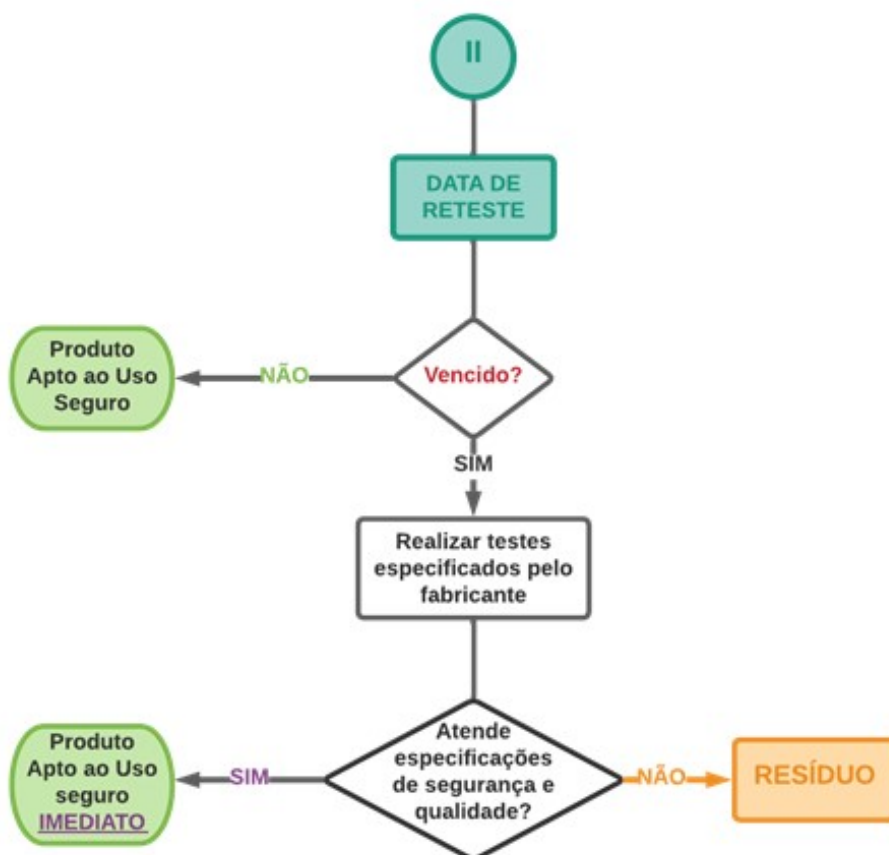 II
DATA DE
RETESTE
Vencido?
NÃO
Produto
Apto ao Uso
Seguro
SIM
Realizar testes
especificados pelo
fabricante
Atende
especificações
de segurança e
qualidade?
SIM
Produto
Apto ao Uso
seguro
IMEDIATO
NÃO
RESÍDUO